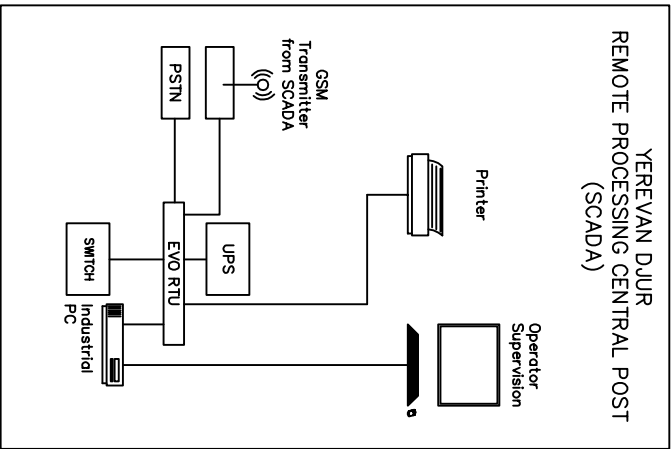 YEREVAN DJUR
REMOTE PROCESSING CENTRAL POST
(SCADA)
Printer
Operator
Supervision
GSM
Transmitter
from SCADA
PSTN
UPS
EVO RTU
SWITCH
Industrial
PC